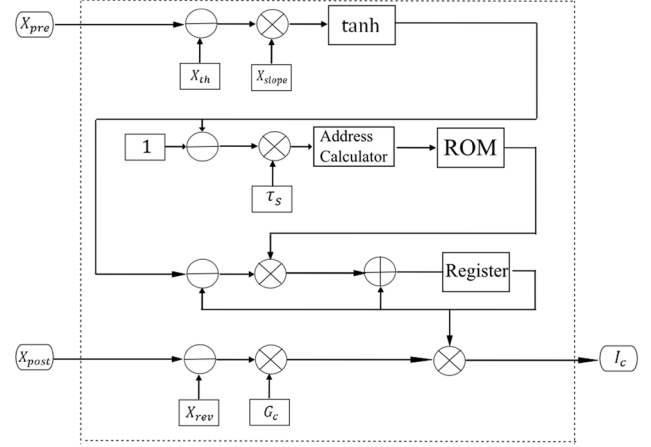 X_pre
tanh
X_th
X_slope
1
Address
Calculator
ROM
τ_s
Register
X_post
I_c
X_rev
G_c